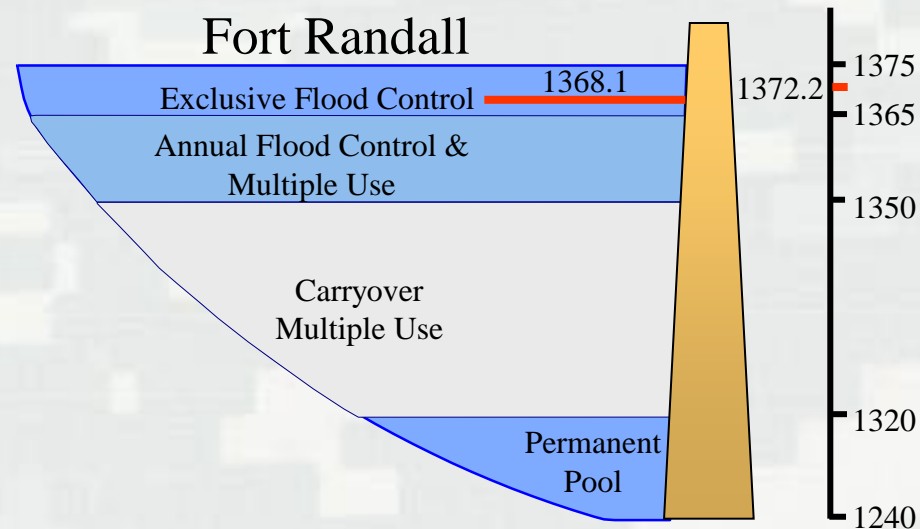 Fort Randall
1368.1
1372.2
1375
Exclusive Flood Control
1365
Annual Flood Control &
Multiple Use
1350
Carryover
Multiple Use
1320
Permanent
Pool
1240